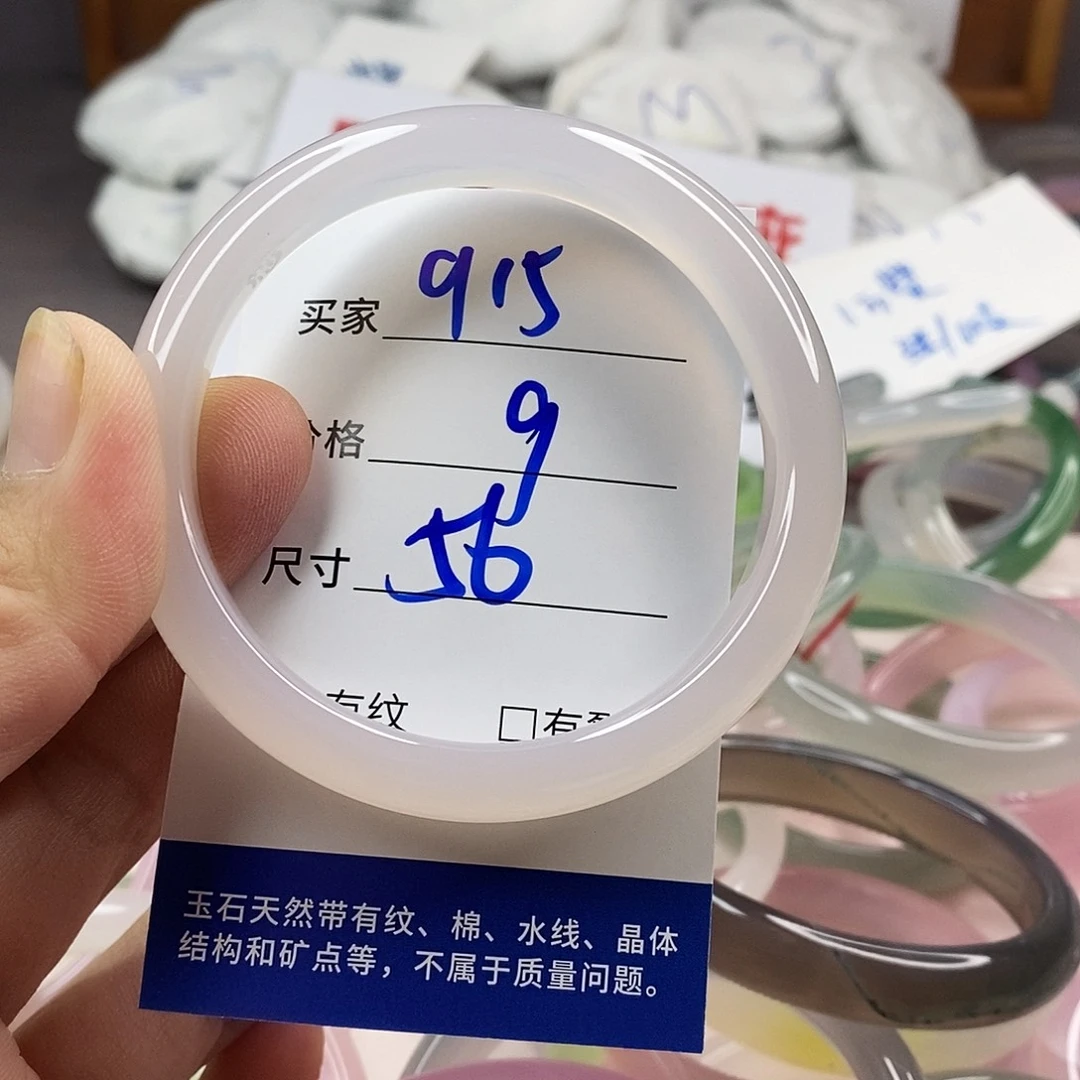 买家 915
价格 9
尺寸 56
有纹 □有
玉石天然带有纹、棉、水线、晶体
结构和矿点等，不属于质量问题。